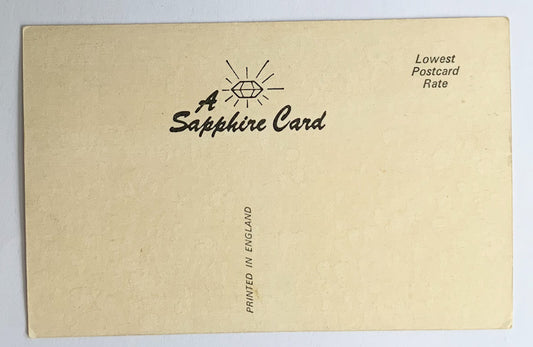 A
Sapphire Card
Lowest
Postcard
Rate
PRINTED IN ENGLAND